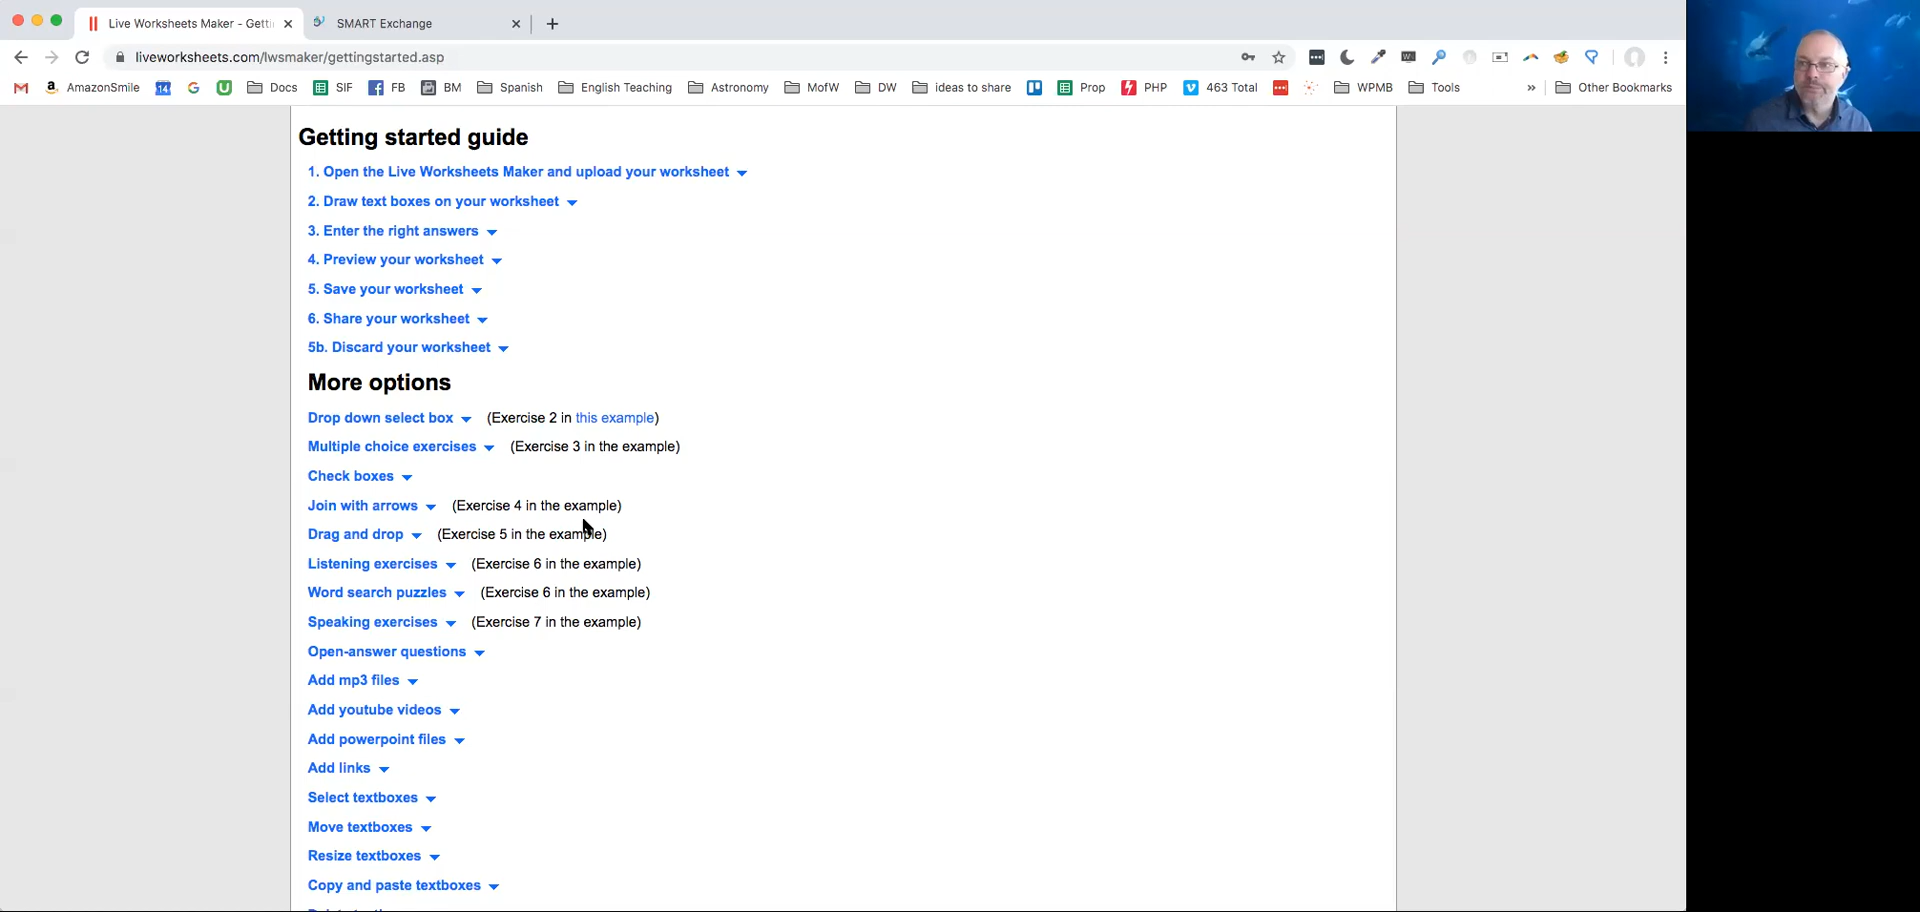 Live Worksheets Maker - Getti
SMART Exchange
liveworksheets.com/lwsmaker/gettingstarted.asp
AmazonSmile
14
Docs
SIF
FB
BM
Spanish
English Teaching
Astronomy
MofW
DW
ideas to share
Prop
PHP
463 Total
WPMB
Tools
»
Other Bookmarks
Getting started guide
1. Open the Live Worksheets Maker and upload your worksheet
2. Draw text boxes on your worksheet
3. Enter the right answers
4. Preview your worksheet
5. Save your worksheet
6. Share your worksheet
5b. Discard your worksheet
More options
Drop down select box (Exercise 2 in this example)
Multiple choice exercises (Exercise 3 in the example)
Check boxes
Join with arrows (Exercise 4 in the example)
Drag and drop (Exercise 5 in the example)
Listening exercises (Exercise 6 in the example)
Word search puzzles (Exercise 6 in the example)
Speaking exercises (Exercise 7 in the example)
Open-answer questions
Add mp3 files
Add youtube videos
Add powerpoint files
Add links
Select textboxes
Move textboxes
Resize textboxes
Copy and paste textboxes